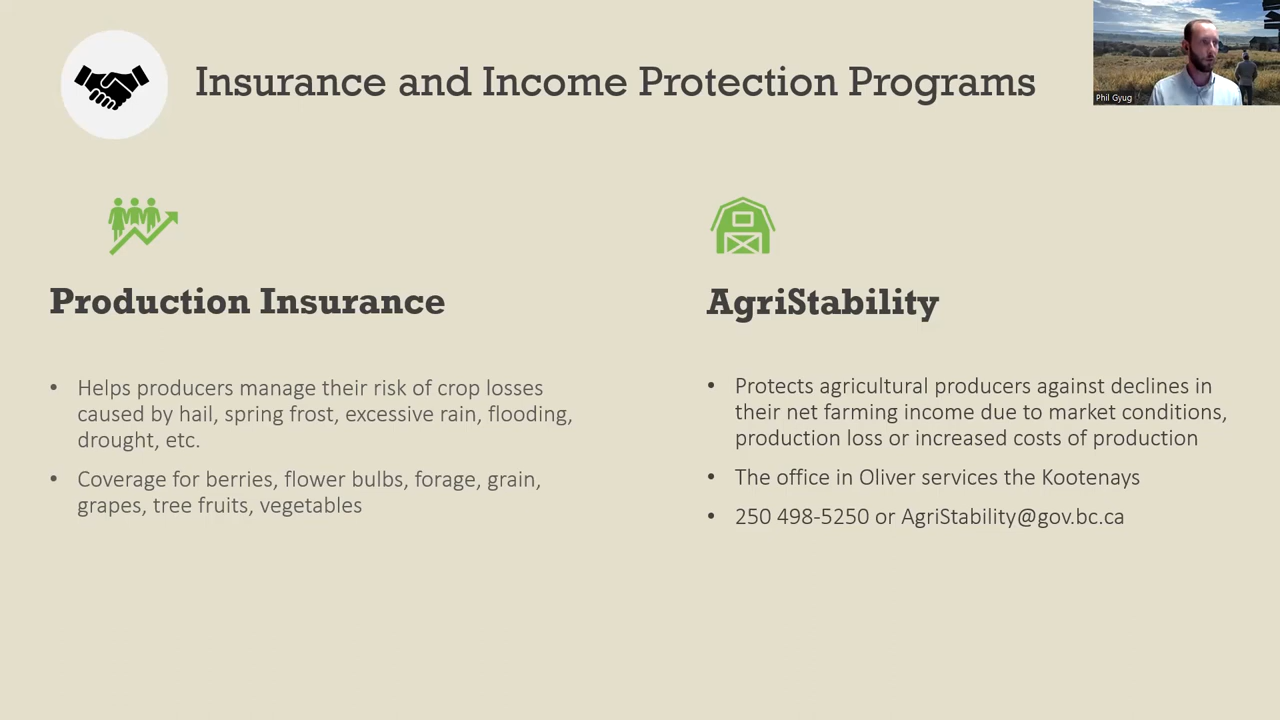 Insurance and Income Protection Programs
Phil Gyug
Production Insurance
• Helps producers manage their risk of crop losses
caused by hail, spring frost, excessive rain, flooding,
drought, etc.
• Coverage for berries, flower bulbs, forage, grain,
grapes, tree fruits, vegetables
AgriStability
• Protects agricultural producers against declines in
their net farming income due to market conditions,
production loss or increased costs of production
• The office in Oliver services the Kootenays
• 250 498-5250 or AgriStability@gov.bc.ca